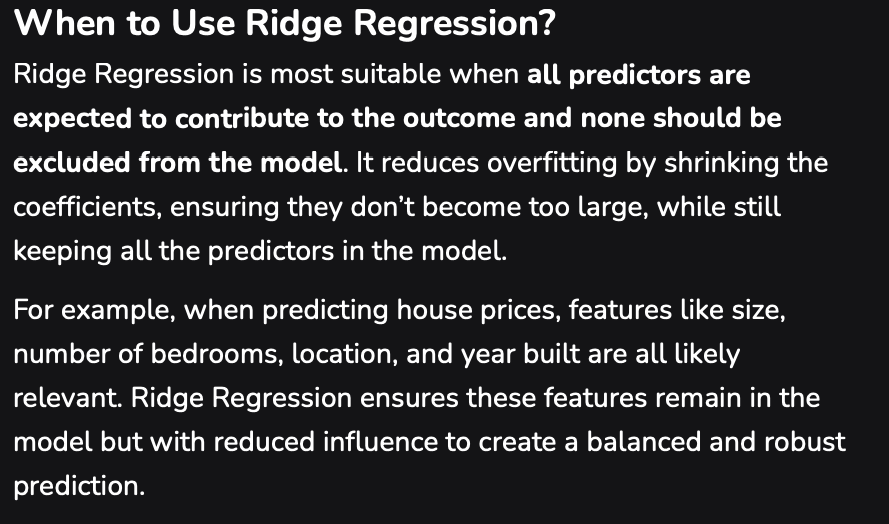 When to Use Ridge Regression?
Ridge Regression is most suitable when all predictors are
expected to contribute to the outcome and none should be
excluded from the model. It reduces overfitting by shrinking the
coefficients, ensuring they don’t become too large, while still
keeping all the predictors in the model.
For example, when predicting house prices, features like size,
number of bedrooms, location, and year built are all likely
relevant. Ridge Regression ensures these features remain in the
model but with reduced influence to create a balanced and robust
prediction.